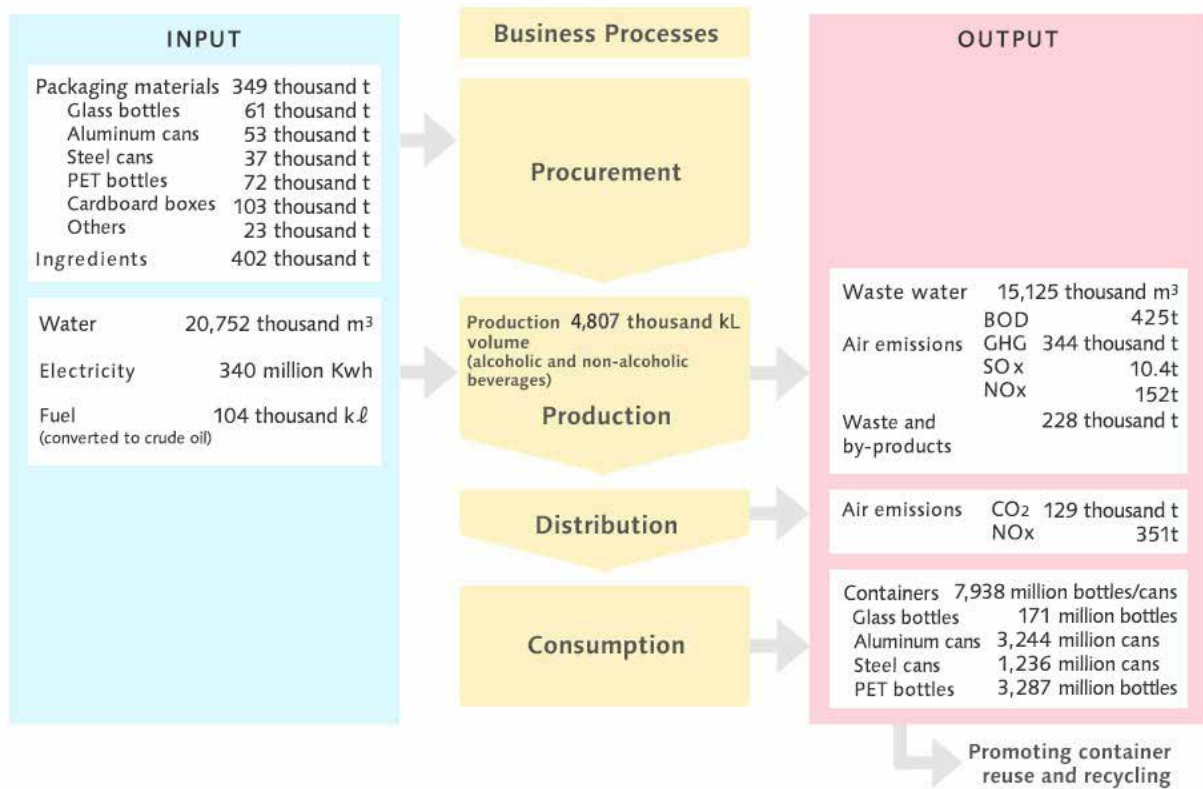 INPUT
Packaging materials 349 thousand t
Glass bottles 61 thousand t
Aluminum cans 53 thousand t
Steel cans 37 thousand t
PET bottles 72 thousand t
Cardboard boxes 103 thousand t
Others 23 thousand t
Ingredients 402 thousand t
Water 20,752 thousand m³
Electricity 340 million Kwh
Fuel 104 thousand kℓ
(converted to crude oil)
Business Processes
Procurement
Production 4,807 thousand kL
volume
(alcoholic and non-alcoholic
beverages)
Production
Distribution
Consumption
OUTPUT
Waste water 15,125 thousand m³
BOD 425t
Air emissions GHG 344 thousand t
SOx 10.4t
NOx 152t
Waste and 228 thousand t
by-products
Air emissions CO₂ 129 thousand t
NOx 351t
Containers 7,938 million bottles/cans
Glass bottles 171 million bottles
Aluminum cans 3,244 million cans
Steel cans 1,236 million cans
PET bottles 3,287 million bottles
Promoting container
reuse and recycling